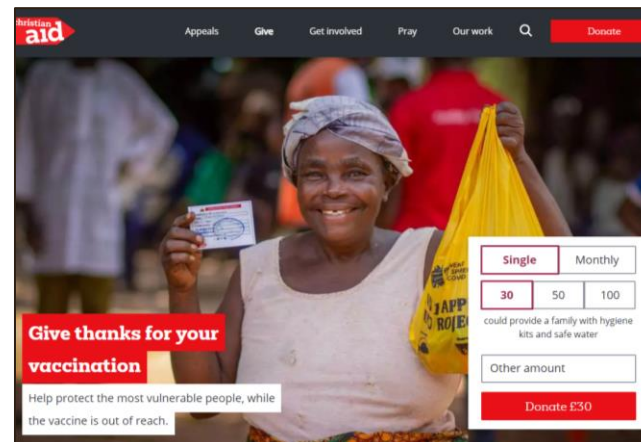 christian
aid
Appeals
Give
Get involved
Pray
Our work
Donate
Single
Monthly
30
50
100
could provide a family with hygiene
kits and safe water
Other amount
Donate £30
Give thanks for your
vaccination
Help protect the most vulnerable people, while
the vaccine is out of reach.